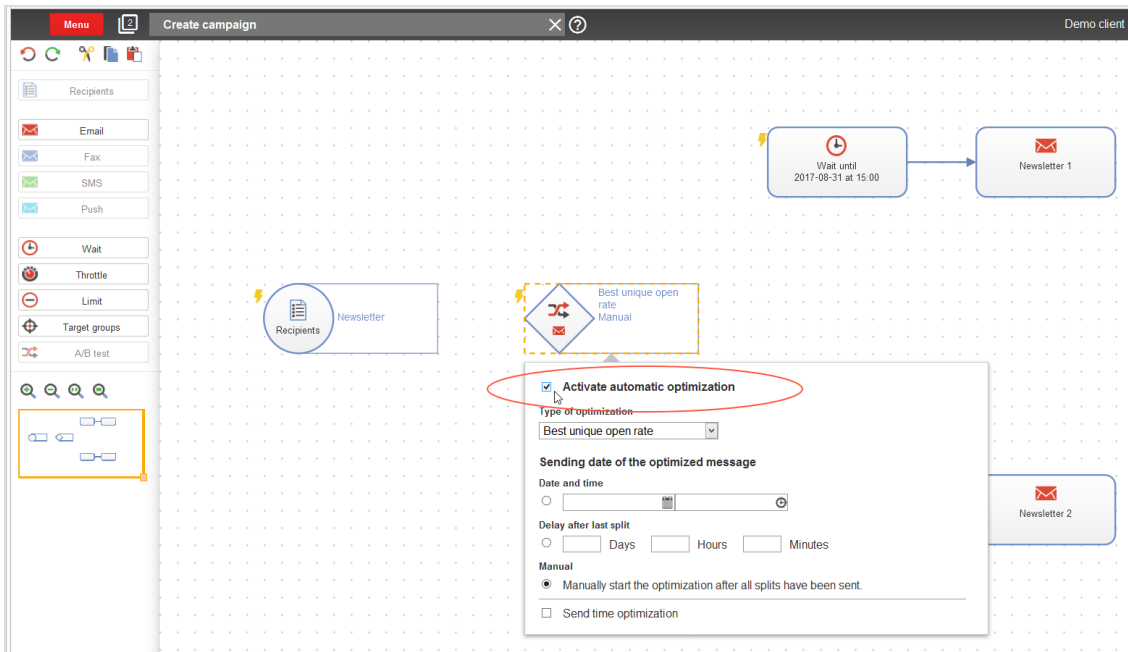 Menu
2
Create campaign
Demo client
Recipients
Email
Fax
SMS
Push
Wait
Throttle
Limit
Target groups
A/B test
Wait until
2017-08-31 at 15:00
Newsletter 1
Recipients
Newsletter
Best unique open
rate
Manual
Activate automatic optimization
Type of optimization
Best unique open rate
Sending date of the optimized message
Date and time
Delay after last split
Days Hours Minutes
Manual
Manually start the optimization after all splits have been sent.
Send time optimization
Newsletter 2